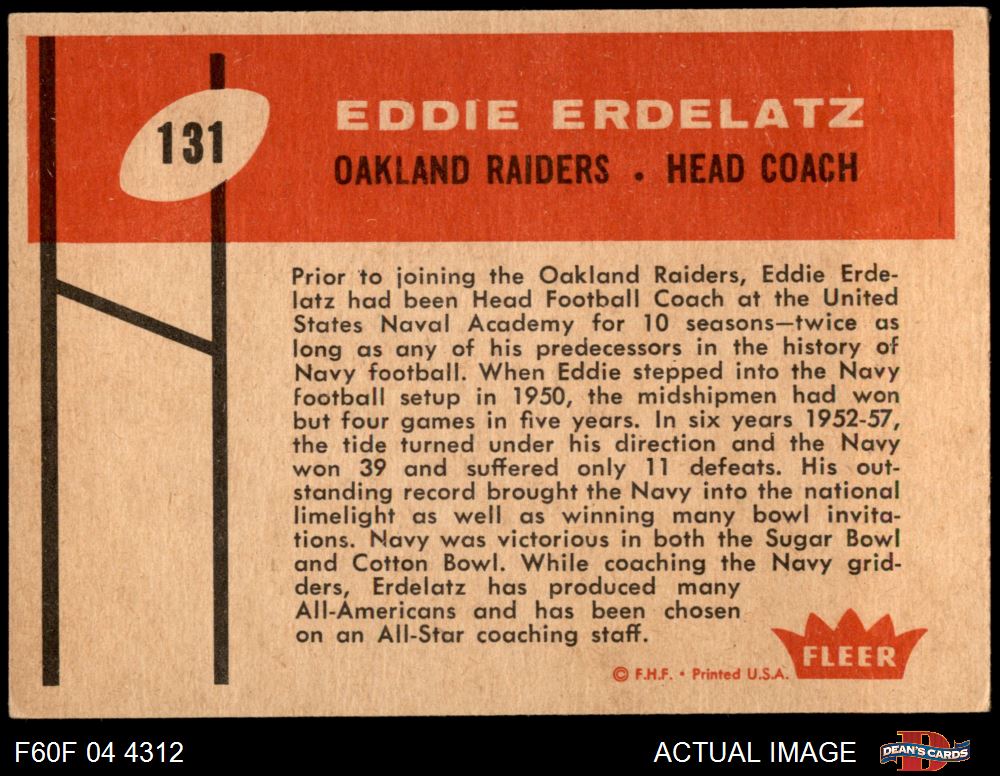 131
EDDIE ERDELATZ
OAKLAND RAIDERS • HEAD COACH
Prior to joining the Oakland Raiders, Eddie Erde-
latz had been Head Football Coach at the United
States Naval Academy for 10 seasons—twice as
long as any of his predecessors in the history of
Navy football. When Eddie stepped into the Navy
football setup in 1950, the midshipmen had won
but four games in five years. In six years 1952-57,
the tide turned under his direction and the Navy
won 39 and suffered only 11 defeats. His out-
standing record brought the Navy into the national
limelight as well as winning many bowl invita-
tions. Navy was victorious in both the Sugar Bowl
and Cotton Bowl. While coaching the Navy grid-
ders, Erdelatz has produced many
All-Americans and has been chosen
on an All-Star coaching staff.
FLEER
© F.H.F. • Printed U.S.A.
F60F 04 4312
ACTUAL IMAGE
DEAN'S CARDS